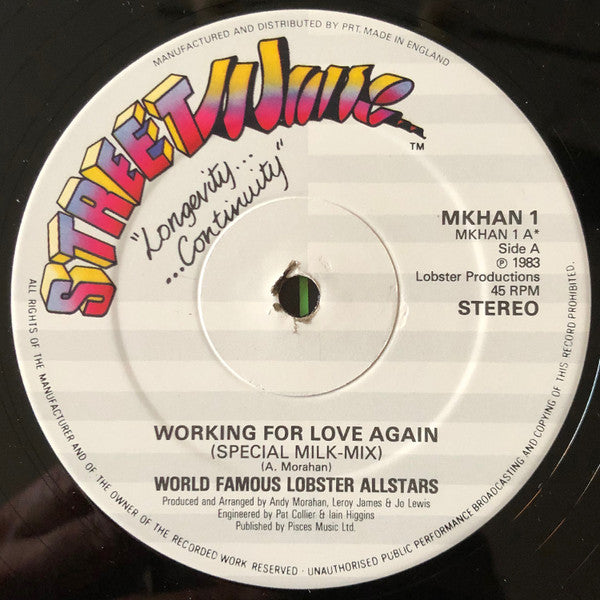 MANUFACTURED AND DISTRIBUTED BY PRT. MADE IN ENGLAND
STREETWave
TM
"Longevity...
...Continuity"
MKHAN 1
MKHAN 1 A*
Side A
℗ 1983
Lobster Productions
45 RPM
STEREO
WORKING FOR LOVE AGAIN
(SPECIAL MILK-MIX)
(A. Morahan)
WORLD FAMOUS LOBSTER ALLSTARS
Produced and Arranged by Andy Morahan, Leroy James & Jo Lewis
Engineered by Pat Collier & Iain Higgins
Published by Pisces Music Ltd.
ALL RIGHTS OF THE MANUFACTURER AND OF THE OWNER OF THE RECORDED WORK RESERVED · UNAUTHORISED PUBLIC PERFORMANCE BROADCASTING AND COPYING OF THIS RECORD PROHIBITED.